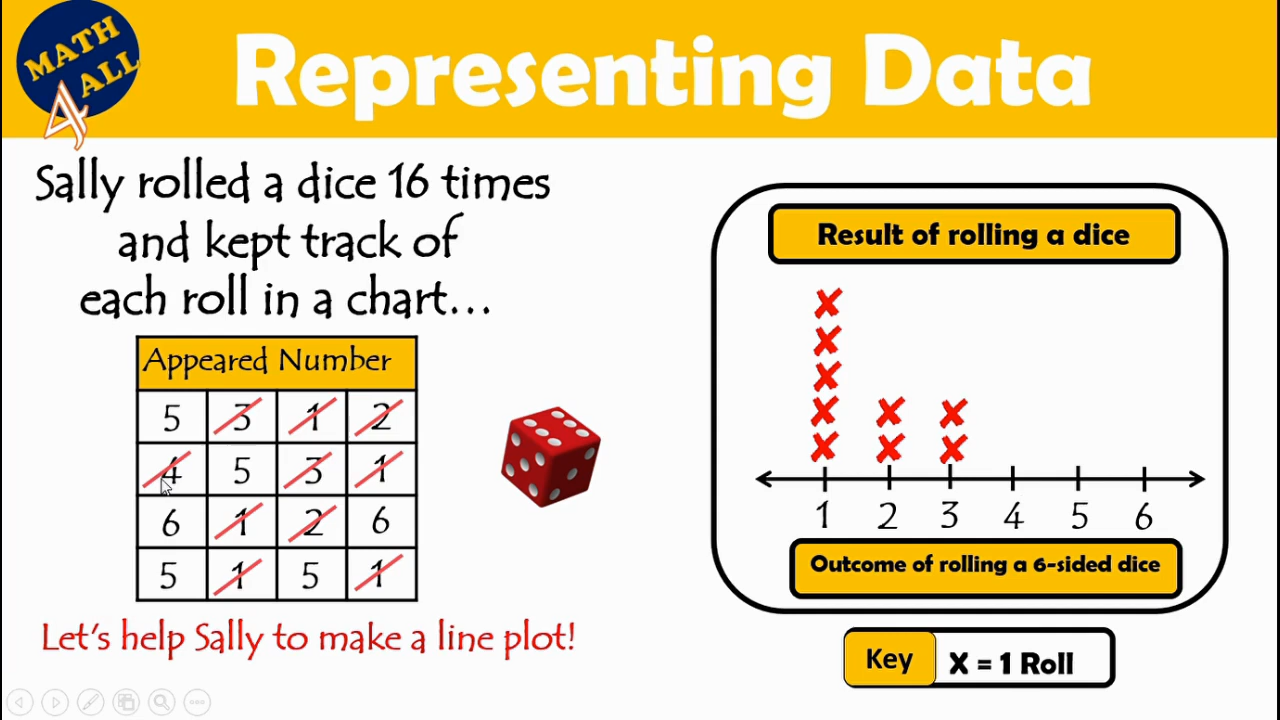 MATH
4 ALL
Representing Data
Sally rolled a dice 16 times
and kept track of
each roll in a chart...
Appeared Number
5 3 1 2
4 5 3 1
6 1 2 6
5 1 5 1
Let's help Sally to make a line plot!
Result of rolling a dice
X
X
X
X X X
X X X
1 2 3 4 5 6
Outcome of rolling a 6-sided dice
Key X = 1 Roll